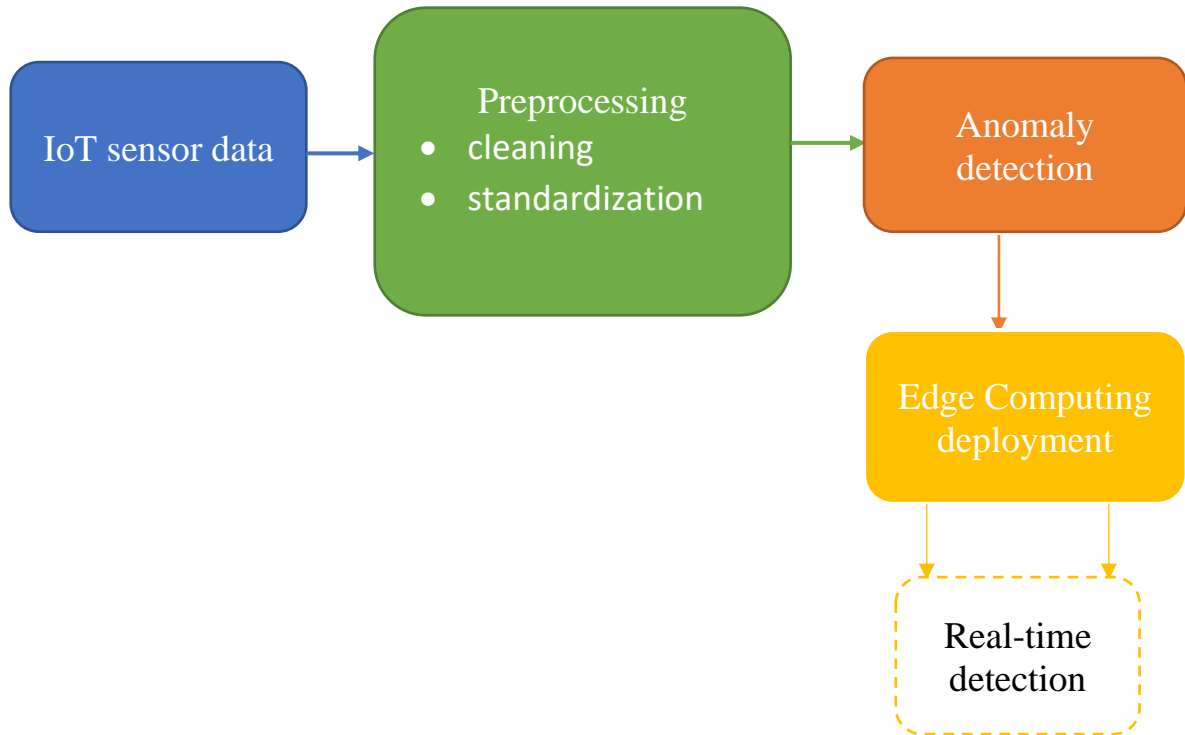 IoT sensor data
Preprocessing
• cleaning
• standardization
Anomaly
detection
Edge Computing
deployment
Real-time
detection